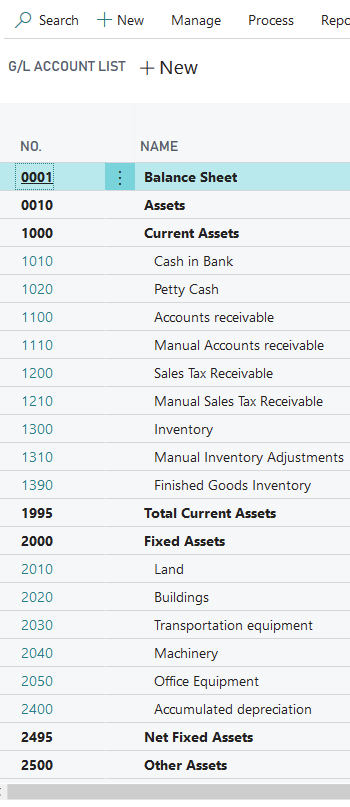 Search + New Manage Process Repo
G/L ACCOUNT LIST + New
NO. NAME
0001 Balance Sheet
0010 Assets
1000 Current Assets
1010 Cash in Bank
1020 Petty Cash
1100 Accounts receivable
1110 Manual Accounts receivable
1200 Sales Tax Receivable
1210 Manual Sales Tax Receivable
1300 Inventory
1310 Manual Inventory Adjustments
1390 Finished Goods Inventory
1995 Total Current Assets
2000 Fixed Assets
2010 Land
2020 Buildings
2030 Transportation equipment
2040 Machinery
2050 Office Equipment
2400 Accumulated depreciation
2495 Net Fixed Assets
2500 Other Assets